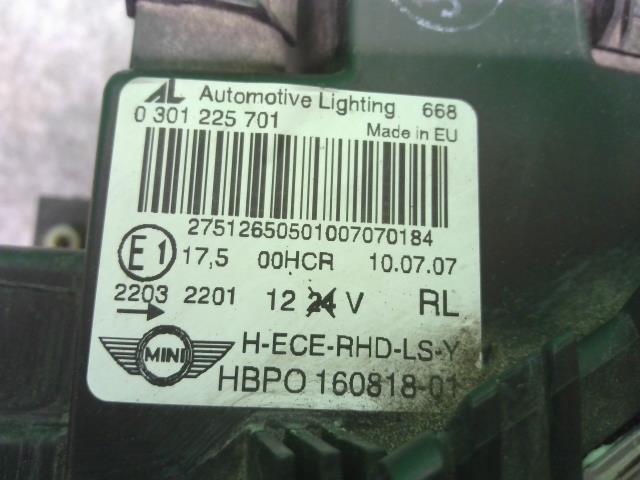 AL Automotive Lighting 668
0 301 225 701 Made in EU
27512650501007070184
E1 17,5 00HCR 10.07.07
2203 2201 12 24 V RL
MINI H-ECE-RHD-LS-Y
HBPO 160818-01